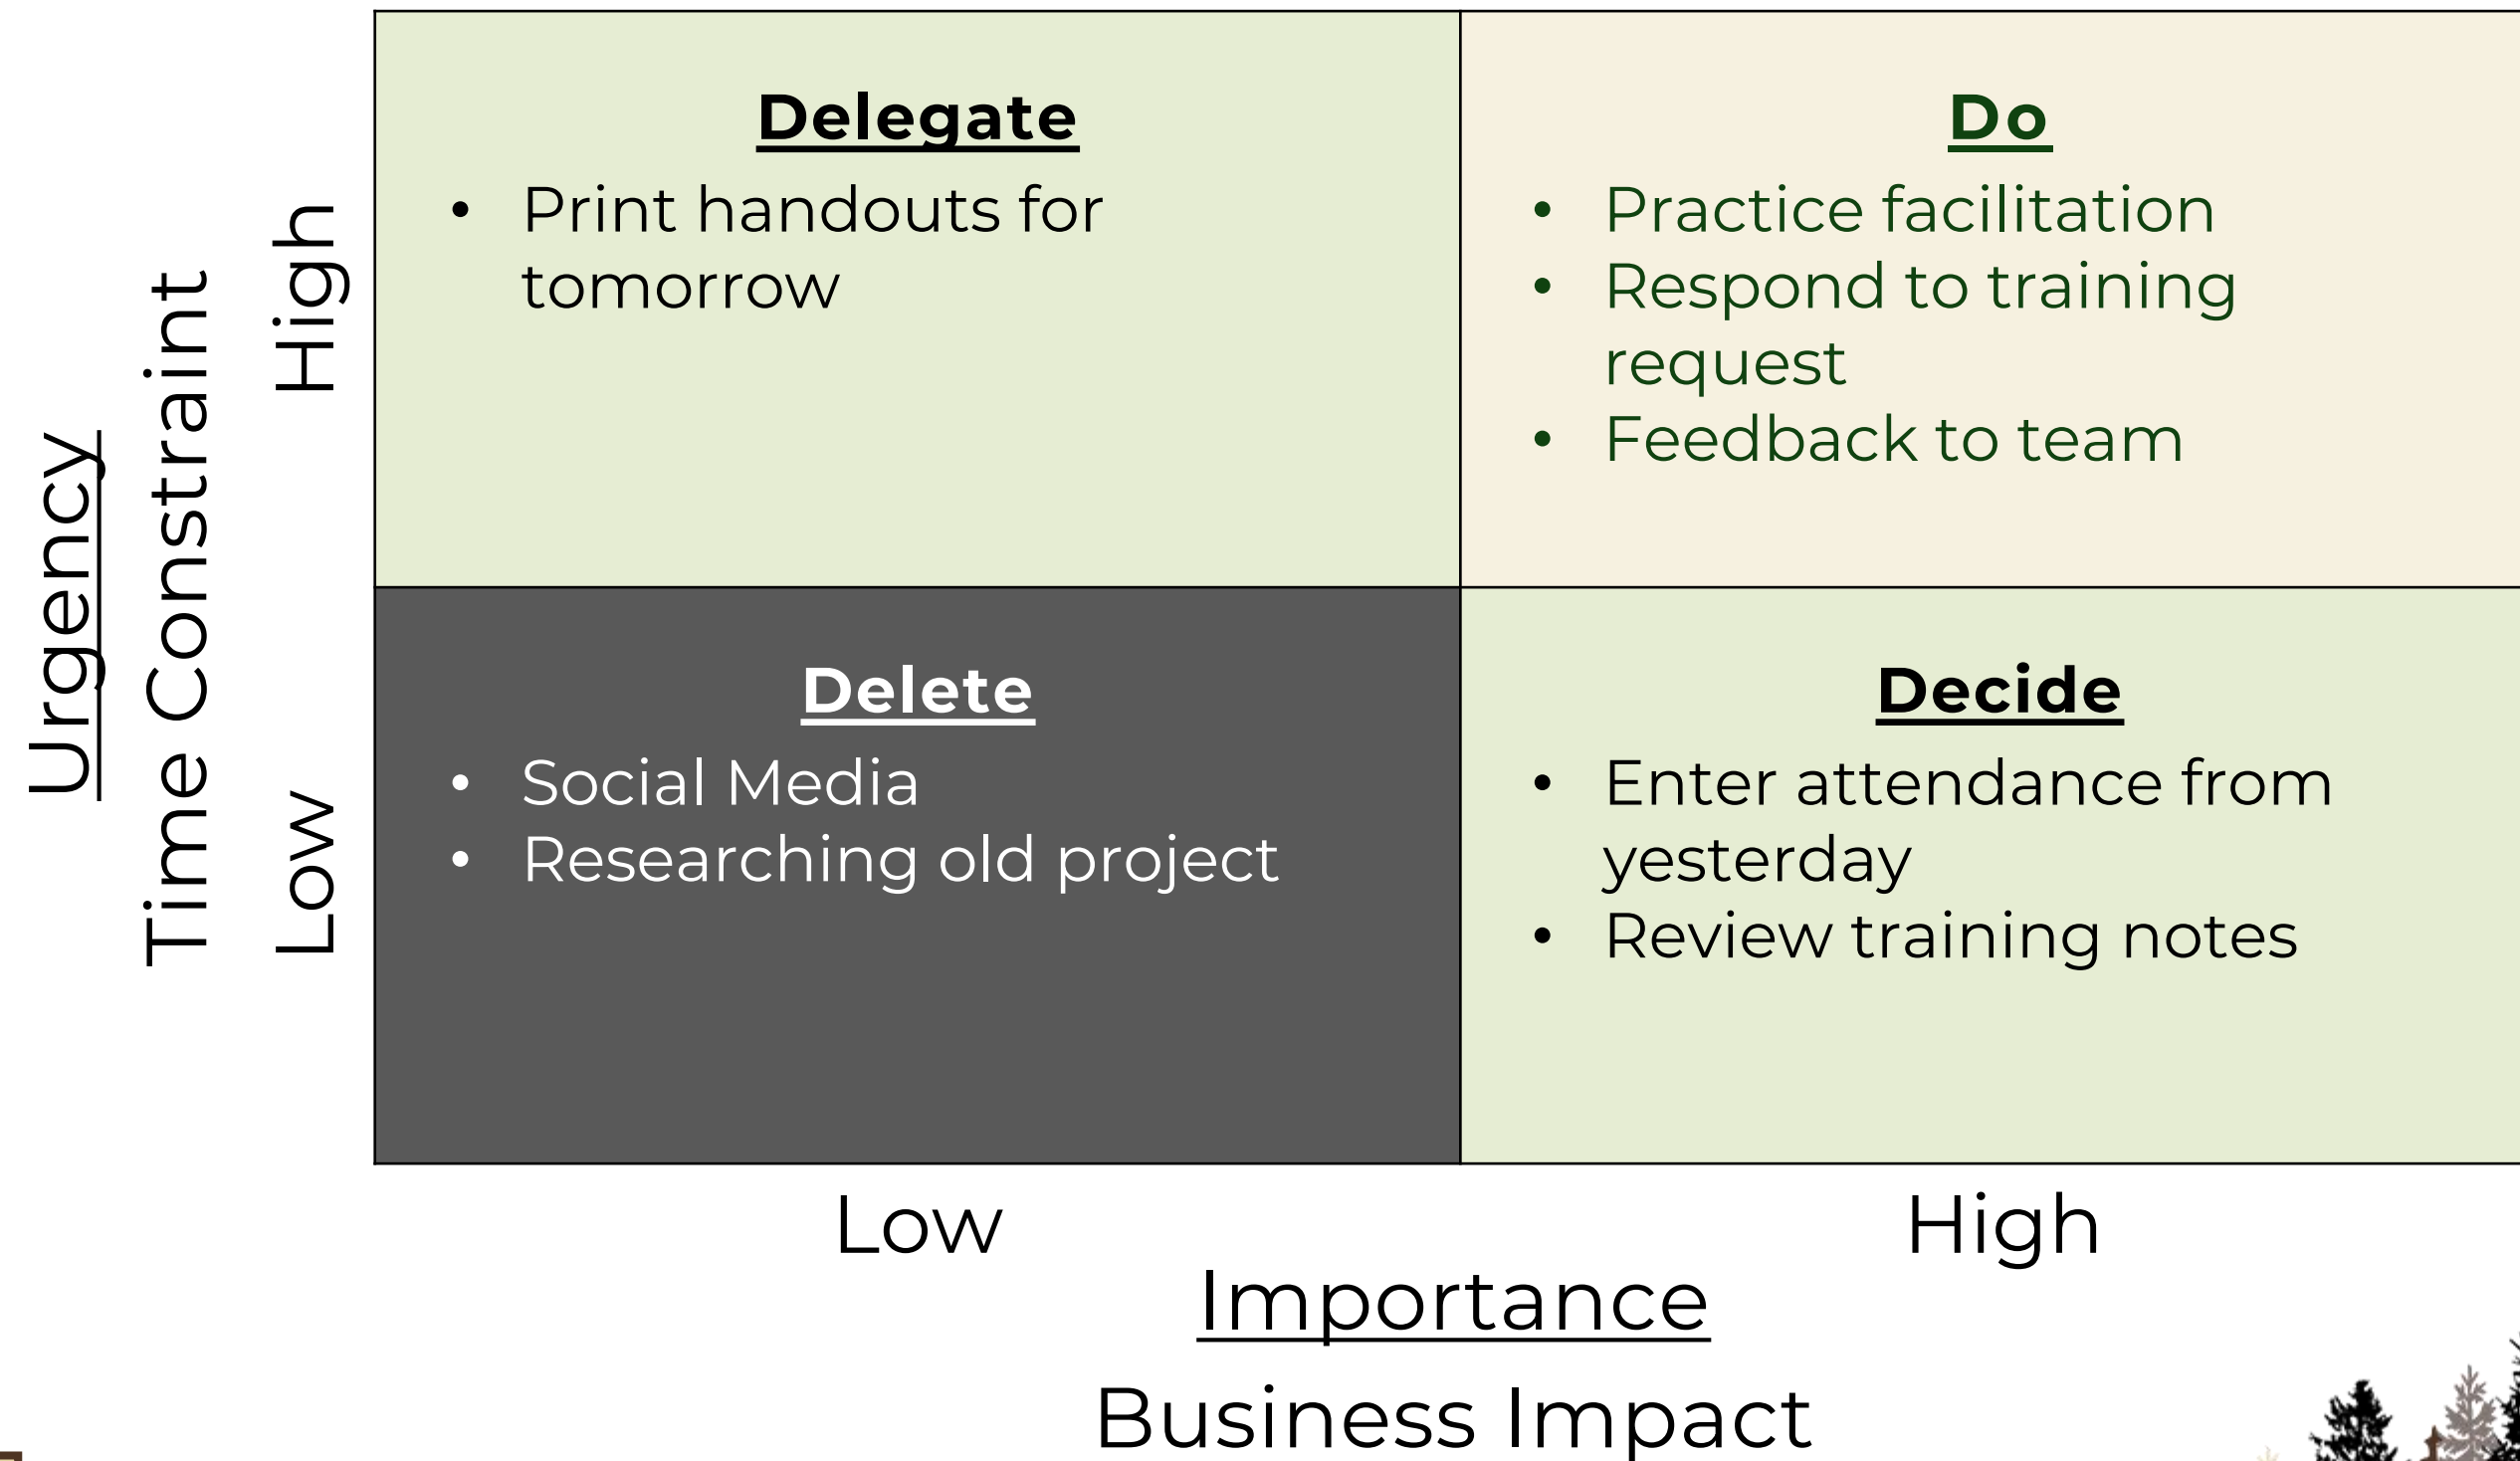 Urgency
Time Constraint
High
Low
Delegate
• Print handouts for
tomorrow
Do
• Practice facilitation
• Respond to training
request
• Feedback to team
Delete
• Social Media
• Researching old project
Decide
• Enter attendance from
yesterday
• Review training notes
Low
High
Importance
Business Impact